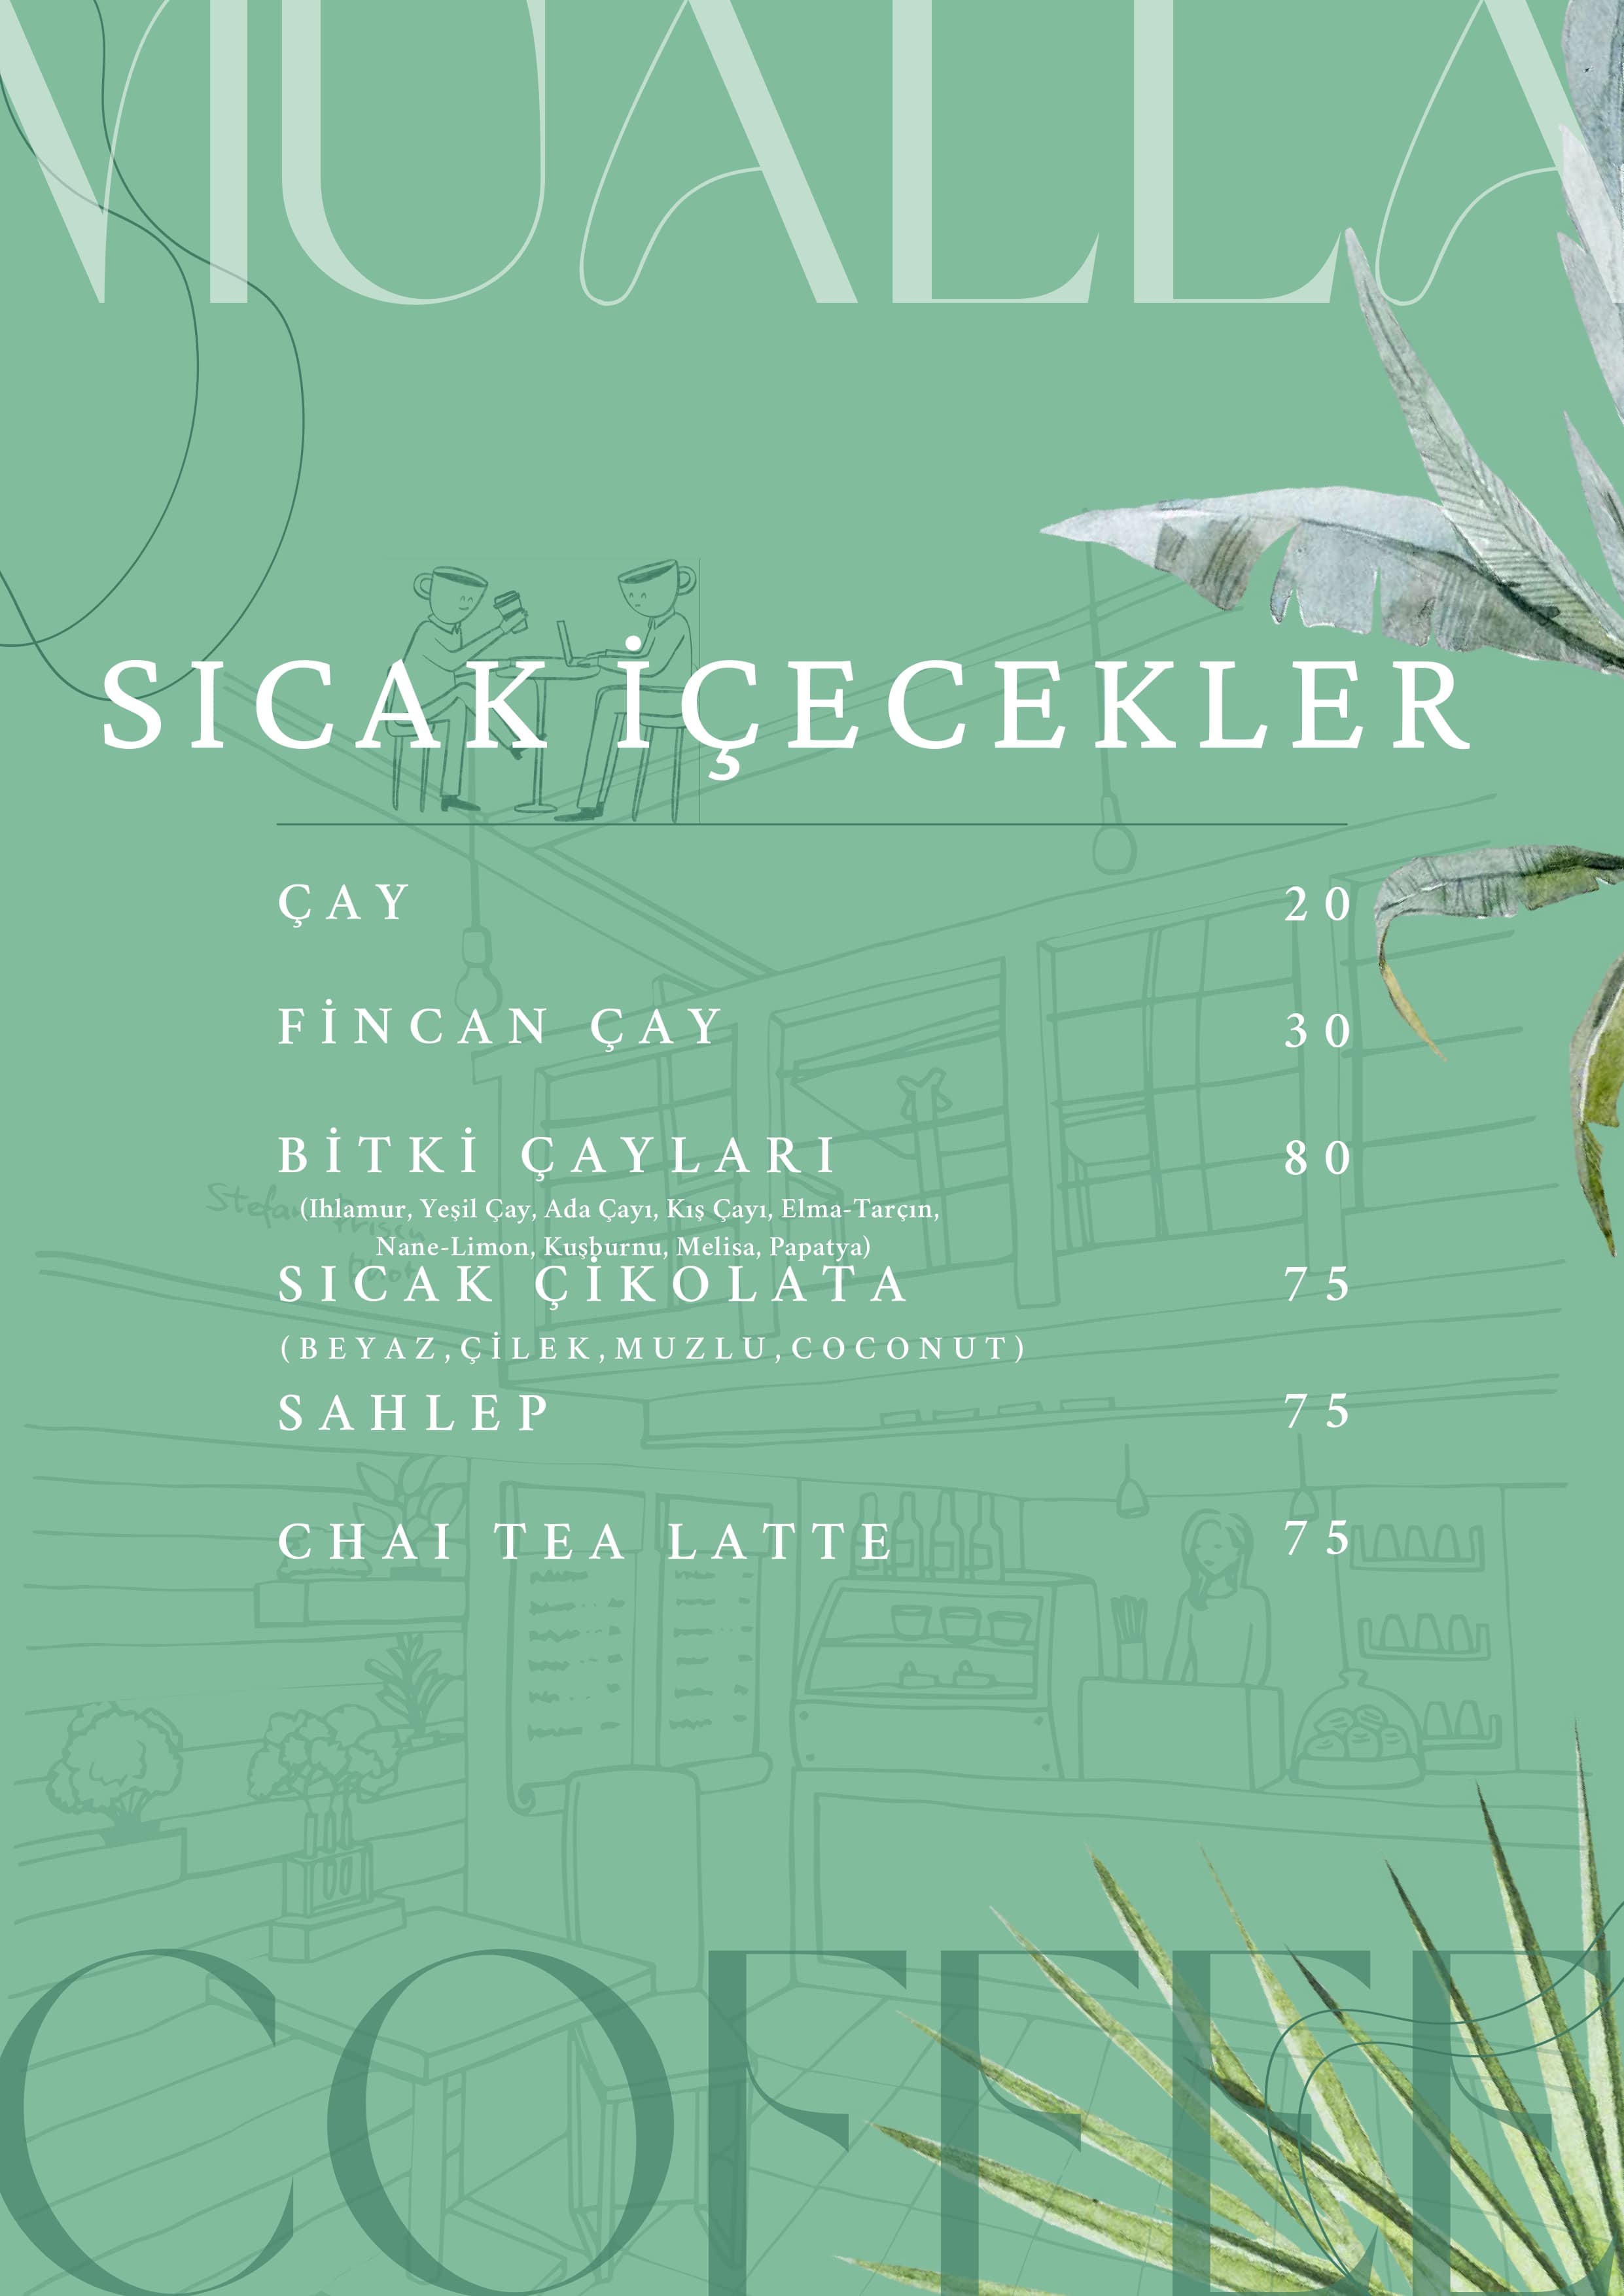 MUALLA
SICAK İÇECEKLER
ÇAY 20
FİNCAN ÇAY 30
BİTKİ ÇAYLARI 80
(Ihlamur, Yeşil Çay, Ada Çayı, Kış Çayı, Elma-Tarçın,
Nane-Limon, Kuşburnu, Melisa, Papatya)
SICAK ÇİKOLATA 75
(BEYAZ,ÇİLEK,MUZLU,COCONUT)
SAHLEP 75
CHAI TEA LATTE 75
COFFEE